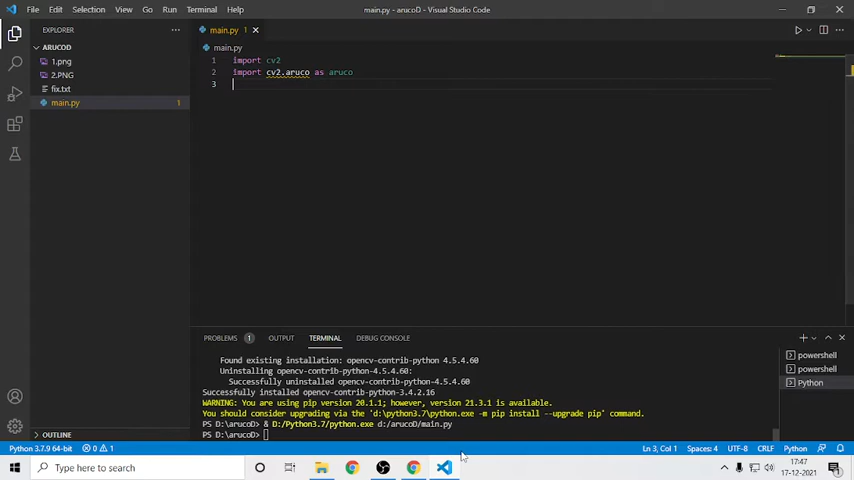 File Edit Selection View Go Run Terminal Help
main.py - arucoD - Visual Studio Code
EXPLORER
ARUCOD
1.png
2.PNG
fix.txt
main.py 1
main.py 1
main.py
1 import cv2
2 import cv2.aruco as aruco
3
PROBLEMS 1 OUTPUT TERMINAL DEBUG CONSOLE
Found existing installation: opencv-contrib-python 4.5.4.60
Uninstalling opencv-contrib-python-4.5.4.60:
Successfully uninstalled opencv-contrib-python-4.5.4.60
Successfully installed opencv-contrib-python-3.4.2.16
WARNING: You are using pip version 20.1.1; however, version 21.3.1 is available.
You should consider upgrading via the 'd:\python3.7\python.exe -m pip install --upgrade pip' command.
PS D:\arucoD> & D:/Python3.7/python.exe d:/arucoD/main.py
PS D:\arucoD>
powershell
powershell
Python
OUTLINE
Python 3.7.9 64-bit 0 1
Ln 3, Col 1 Spaces: 4 UTF-8 CRLF Python
Type here to search
17:47
17-12-2021